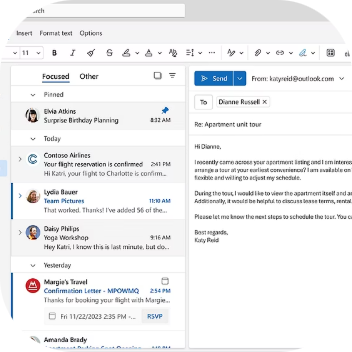 rch
Insert Format text Options
11 B I A
Focused Other
Pinned
Elvia Atkins
Surprise Birthday Planning 8:32 AM
Today
Contoso Airlines
Your flight reservation is confirmed 2:41 PM
Hi Katri, your flight to Charlotte is confirm...
Lydia Bauer
Team Pictures 11:10 AM
That worked. Thanks! I've added 56 of the...
Daisy Philips
Yoga Workshop 9:16 AM
Hey Katri, I know this is last minute, but do...
Yesterday
Margie's Travel
Confirmation Letter - MPOWMQ 2:54 PM
Thanks for booking your flight with Margie...
Fri 11/22/2023 2:35 PM -... RSVP
Amanda Brady
Send From: katyreid@outlook.com
To Dianne Russell
Re: Apartment unit tour
Hi Dianne,
I recently came across your apartment listing and I am interes
arrange a tour at your earliest convenience? I am available on
flexible and willing to adjust my schedule.
During the tour, I would like to view the apartment itself and a
Additionally, it would be helpful to discuss lease terms, rental
Please let me know the next steps to schedule the tour. You c
Best regards,
Katy Reid